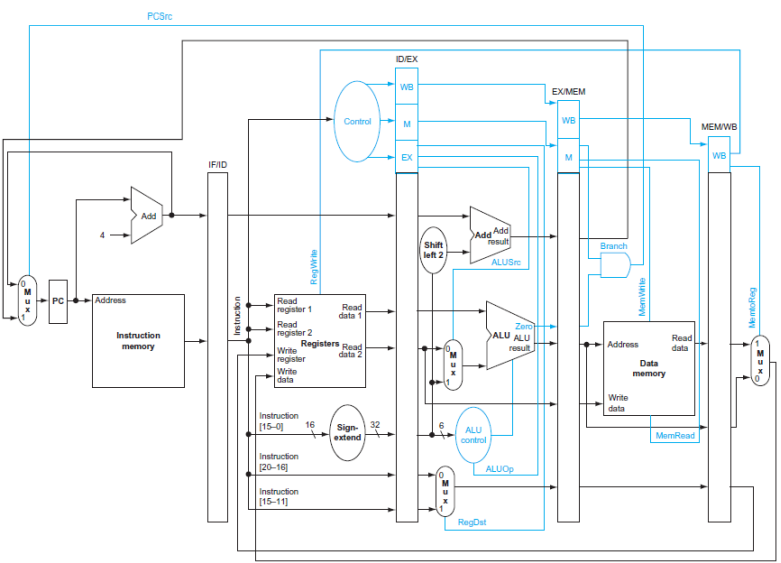 PCSrc
ID/EX
WB
M
EX
Control
EX/MEM
WB
M
MEM/WB
WB
IF/ID
Add
4
RegWrite
Shift
left 2
Add Add
result
ALUSrc
Branch
MemWrite
MemtoReg
0
M
u
x
1
PC
Address
Instruction
memory
Instruction
Read
register 1
Read
data 1
Read
register 2
Registers
Read
data 2
Write
register
Write
data
0
M
u
x
1
Zero
ALU ALU
result
Address
Read
data
Data
memory
Write
data
1
M
u
x
0
MemRead
Instruction
[15–0]
16
Sign-
extend
32
6
ALU
control
ALUOp
Instruction
[20–16]
Instruction
[15–11]
0
M
u
x
1
RegDst